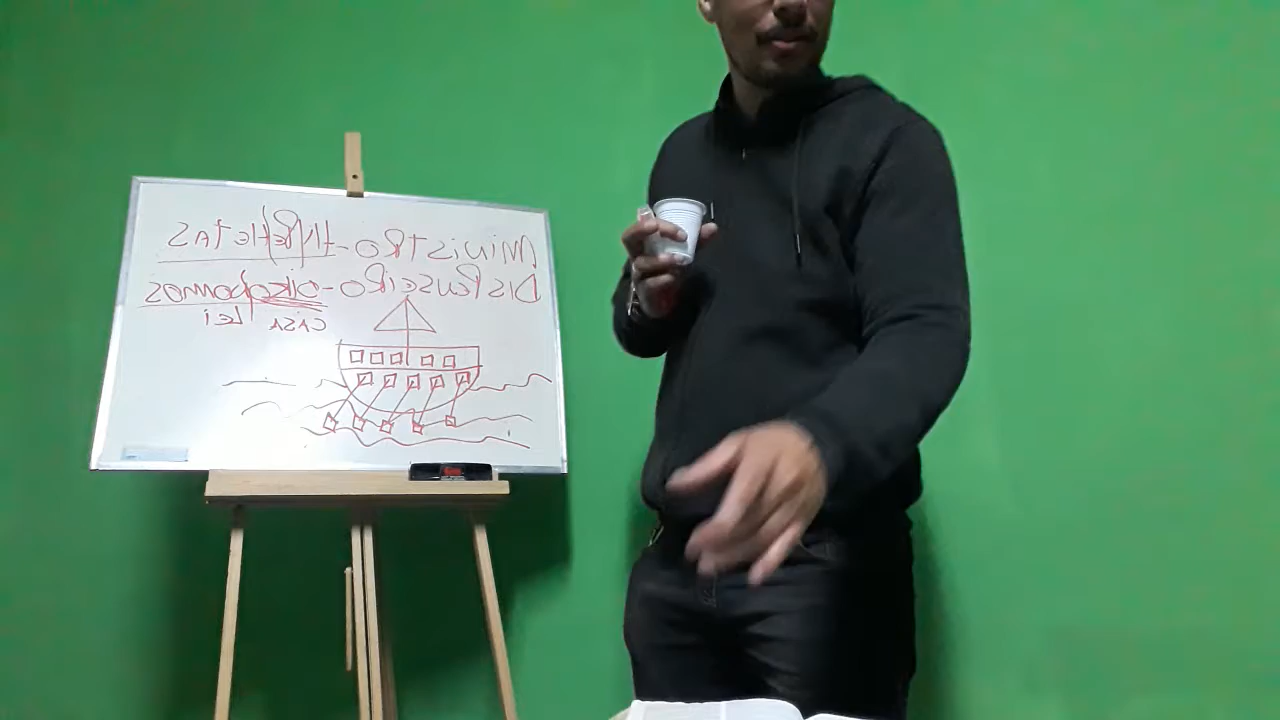 MiNiSTRO - HyPeReTAS
DiSPeNSeiRO - oikoNomos
CASA LEI